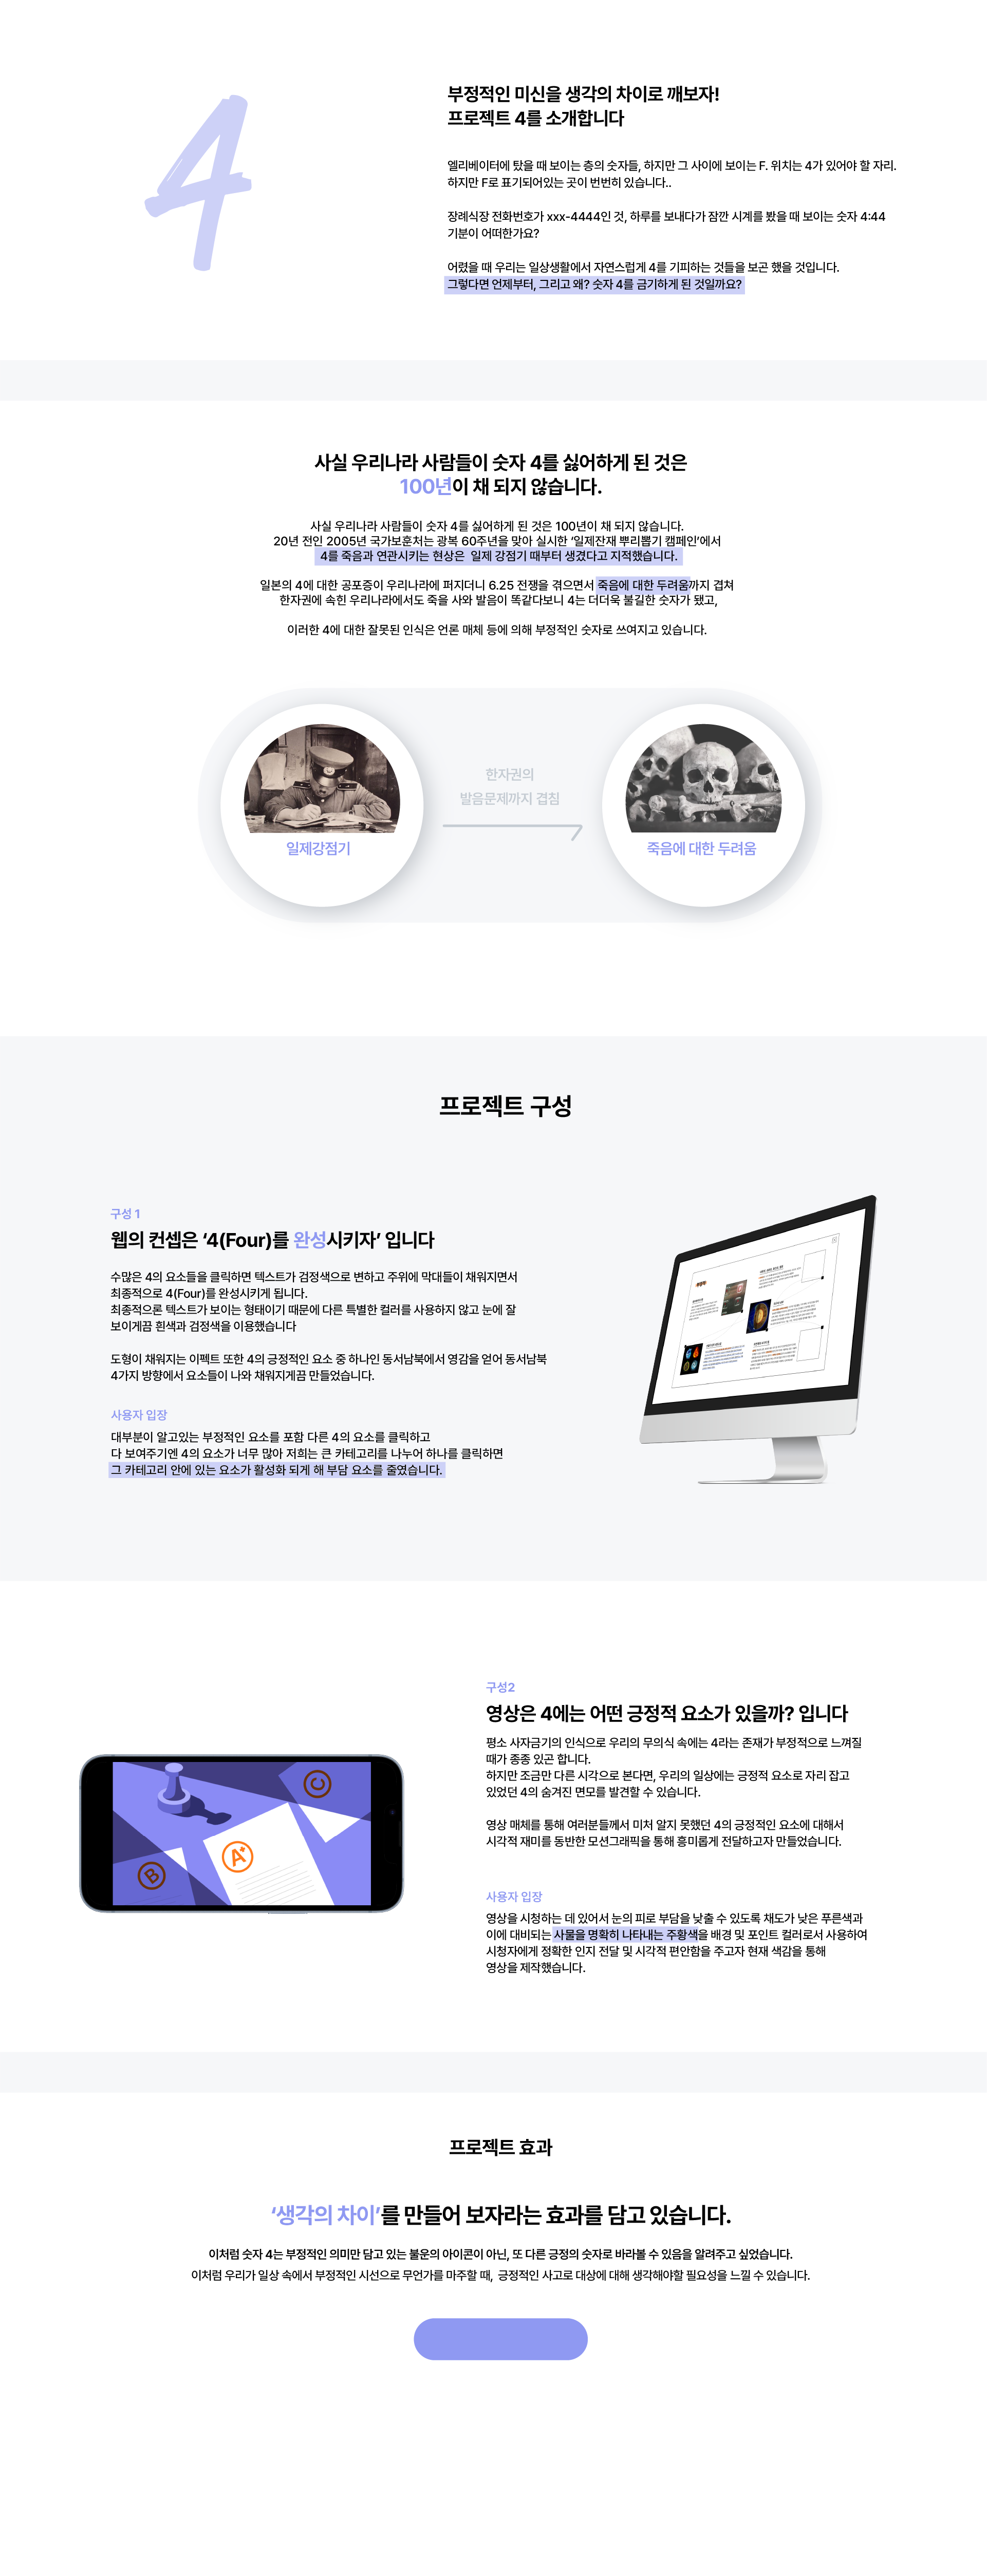 4
부정적인 미신을 생각의 차이로 깨보자!
프로젝트 4를 소개합니다
엘리베이터에 탔을 때 보이는 층의 숫자들, 하지만 그 사이에 보이는 F. 위치는 4가 있어야 할 자리.
하지만 F로 표기되어있는 곳이 번번히 있습니다..
장례식장 전화번호가 xxx-4444인 것, 하루를 보내다가 잠깐 시계를 봤을 때 보이는 숫자 4:44
기분이 어떠한가요?
어렸을 때 우리는 일상생활에서 자연스럽게 4를 기피하는 것들을 보곤 했을 것입니다.
그렇다면 언제부터, 그리고 왜? 숫자 4를 금기하게 된 것일까요?
사실 우리나라 사람들이 숫자 4를 싫어하게 된 것은
100년이 채 되지 않습니다.
사실 우리나라 사람들이 숫자 4를 싫어하게 된 것은 100년이 채 되지 않습니다.
20년 전인 2005년 국가보훈처는 광복 60주년을 맞아 실시한 ‘일제잔재 뿌리뽑기 캠페인’에서
4를 죽음과 연관시키는 현상은 일제 강점기 때부터 생겼다고 지적했습니다.
일본의 4에 대한 공포증이 우리나라에 퍼지더니 6.25 전쟁을 겪으면서 죽음에 대한 두려움까지 겹쳐
한자권에 속힌 우리나라에서도 죽을 사와 발음이 똑같다보니 4는 더더욱 불길한 숫자가 됐고,
이러한 4에 대한 잘못된 인식은 언론 매체 등에 의해 부정적인 숫자로 쓰여지고 있습니다.
한자권의
발음문제까지 겹침
일제강점기
죽음에 대한 두려움
프로젝트 구성
구성 1
웹의 컨셉은 ‘4(Four)를 완성시키자’ 입니다
수많은 4의 요소들을 클릭하면 텍스트가 검정색으로 변하고 주위에 막대들이 채워지면서
최종적으로 4(Four)를 완성시키게 됩니다.
최종적으론 텍스트가 보이는 형태이기 때문에 다른 특별한 컬러를 사용하지 않고 눈에 잘
보이게끔 흰색과 검정색을 이용했습니다
도형이 채워지는 이펙트 또한 4의 긍정적인 요소 중 하나인 동서남북에서 영감을 얻어 동서남북
4가지 방향에서 요소들이 나와 채워지게끔 만들었습니다.
사용자 입장
대부분이 알고있는 부정적인 요소를 포함 다른 4의 요소를 클릭하고
다 보여주기엔 4의 요소가 너무 많아 저희는 큰 카테고리를 나누어 하나를 클릭하면
그 카테고리 안에 있는 요소가 활성화 되게 해 부담 요소를 줄였습니다.
구성2
영상은 4에는 어떤 긍정적 요소가 있을까? 입니다
평소 사자금기의 인식으로 우리의 무의식 속에는 4라는 존재가 부정적으로 느껴질
때가 종종 있곤 합니다.
하지만 조금만 다른 시각으로 본다면, 우리의 일상에는 긍정적 요소로 자리 잡고
있었던 4의 숨겨진 면모를 발견할 수 있습니다.
영상 매체를 통해 여러분들께서 미처 알지 못했던 4의 긍정적인 요소에 대해서
시각적 재미를 동반한 모션그래픽을 통해 흥미롭게 전달하고자 만들었습니다.
C
A+
B
사용자 입장
영상을 시청하는 데 있어서 눈의 피로 부담을 낮출 수 있도록 채도가 낮은 푸른색과
이에 대비되는 사물을 명확히 나타내는 주황색을 배경 및 포인트 컬러로서 사용하여
시청자에게 정확한 인지 전달 및 시각적 편안함을 주고자 현재 색감을 통해
영상을 제작했습니다.
프로젝트 효과
‘생각의 차이’를 만들어 보자라는 효과를 담고 있습니다.
이처럼 숫자 4는 부정적인 의미만 담고 있는 불운의 아이콘이 아닌, 또 다른 긍정의 숫자로 바라볼 수 있음을 알려주고 싶었습니다.
이처럼 우리가 일상 속에서 부정적인 시선으로 무언가를 마주할 때, 긍정적인 사고로 대상에 대해 생각해야할 필요성을 느낄 수 있습니다.